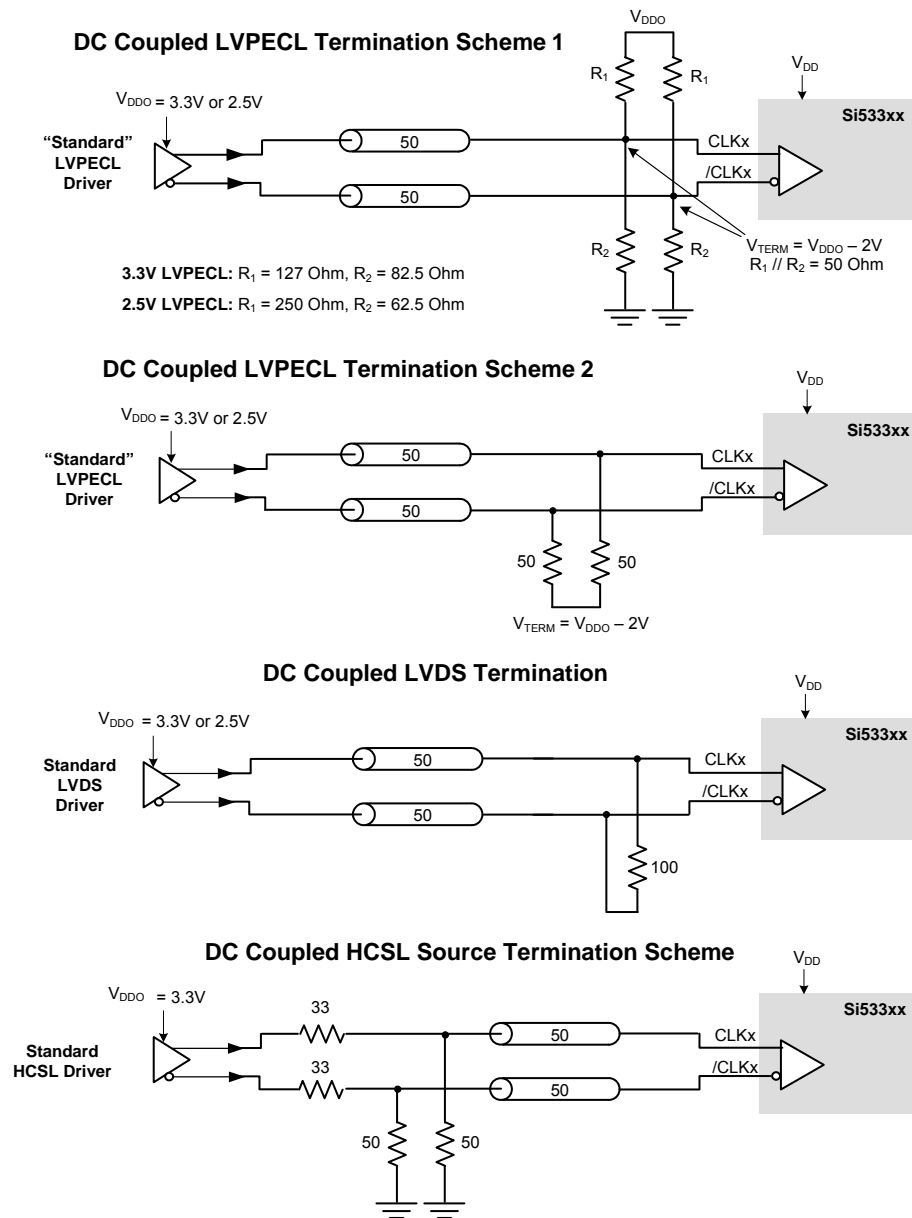 DC Coupled LVPECL Termination Scheme 1
VDDO
R1
R1
VDD
Si533xx
VDDO = 3.3V or 2.5V
“Standard”
LVPECL
Driver
50
50
CLKx
/CLKx
R2
R2
VTERM = VDDO – 2V
R1 // R2 = 50 Ohm
3.3V LVPECL: R1 = 127 Ohm, R2 = 82.5 Ohm
2.5V LVPECL: R1 = 250 Ohm, R2 = 62.5 Ohm
DC Coupled LVPECL Termination Scheme 2
VDD
Si533xx
VDDO = 3.3V or 2.5V
“Standard”
LVPECL
Driver
50
50
CLKx
/CLKx
50
50
VTERM = VDDO – 2V
DC Coupled LVDS Termination
VDD
Si533xx
VDDO = 3.3V or 2.5V
Standard
LVDS
Driver
50
50
CLKx
/CLKx
100
DC Coupled HCSL Source Termination Scheme
VDD
Si533xx
VDDO = 3.3V
Standard
HCSL Driver
33
33
50
50
CLKx
/CLKx
50
50